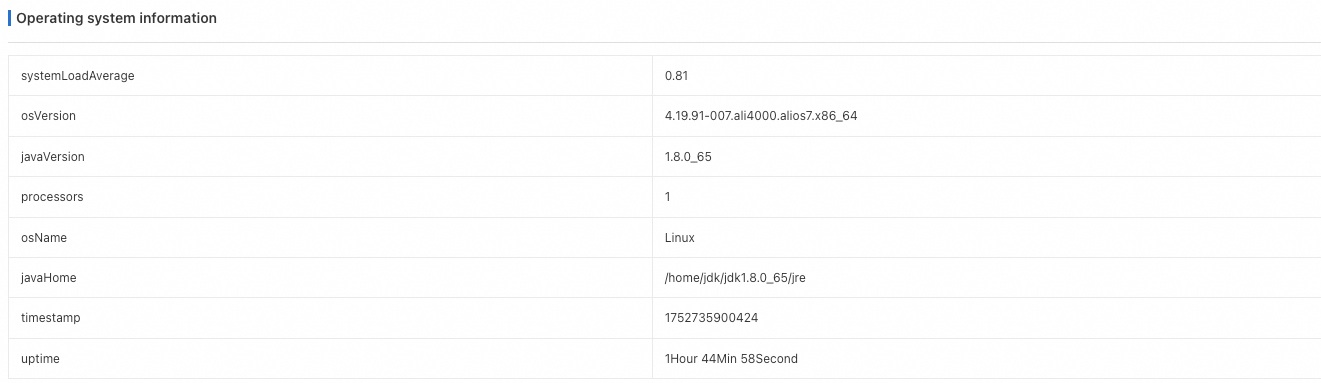 Operating system information
systemLoadAverage 0.81
osVersion 4.19.91-007.ali4000.alios7.x86_64
javaVersion 1.8.0_65
processors 1
osName Linux
javaHome /home/jdk/jdk1.8.0_65/jre
timestamp 1752735900424
uptime 1Hour 44Min 58Second